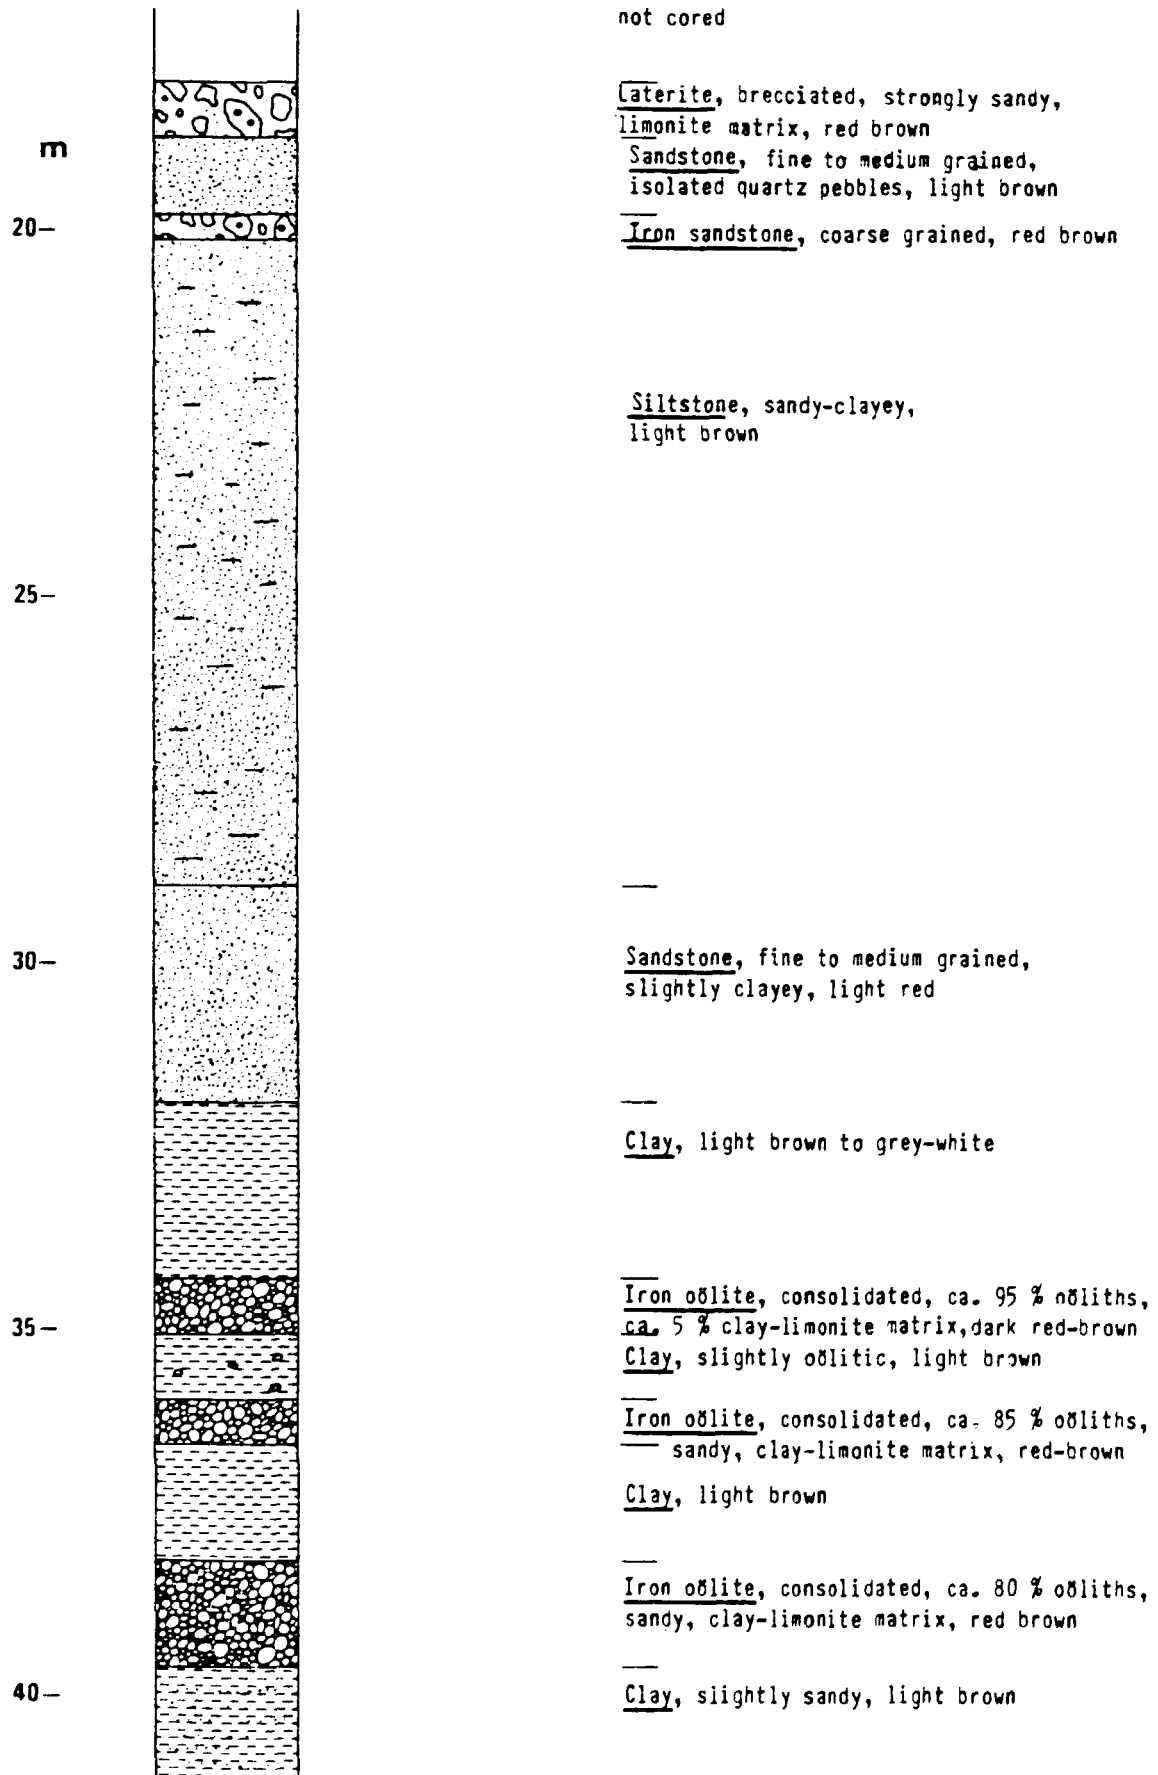 not cored
Laterite, brecciated, strongly sandy,
limonite matrix, red brown
m
Sandstone, fine to medium grained,
isolated quartz pebbles, light brown
20—
Iron sandstone, coarse grained, red brown
Siltstone, sandy-clayey,
light brown
25—
30—
Sandstone, fine to medium grained,
slightly clayey, light red
Clay, light brown to grey-white
Iron oölite, consolidated, ca. 95 % oöliths,
35—
ca. 5 % clay-limonite matrix,dark red-brown
Clay, slightly oölitic, light brown
Iron oölite, consolidated, ca. 85 % oöliths,
sandy, clay-limonite matrix, red-brown
Clay, light brown
Iron oölite, consolidated, ca. 80 % oöliths,
sandy, clay-limonite matrix, red brown
40—
Clay, slightly sandy, light brown